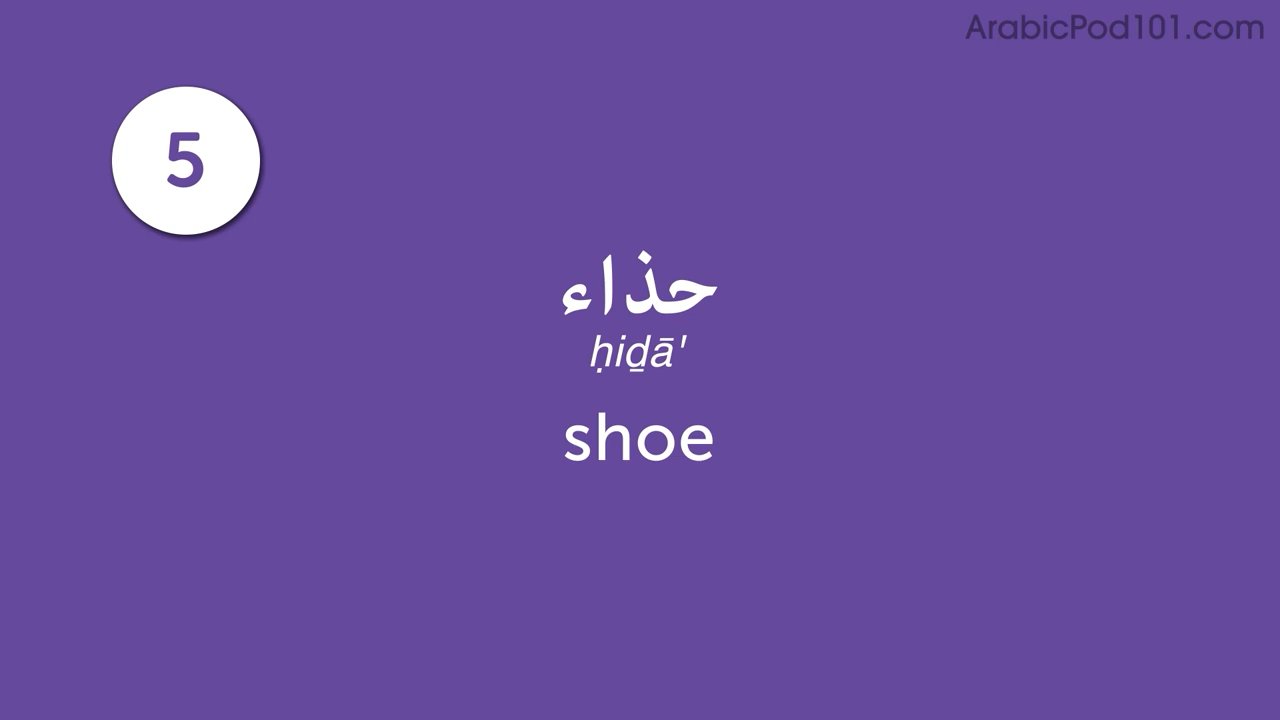 ArabicPod101.com
5
حذاء
ḥiḏā'
shoe